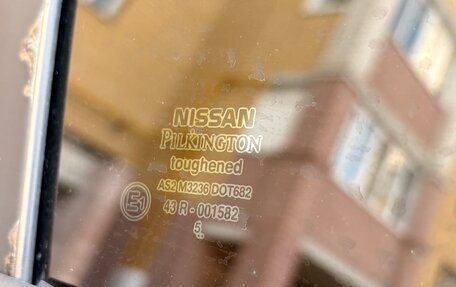 NISSAN
PILKINGTON
toughened
AS2 M3236 DOT682
E1 43 R - 001582
5